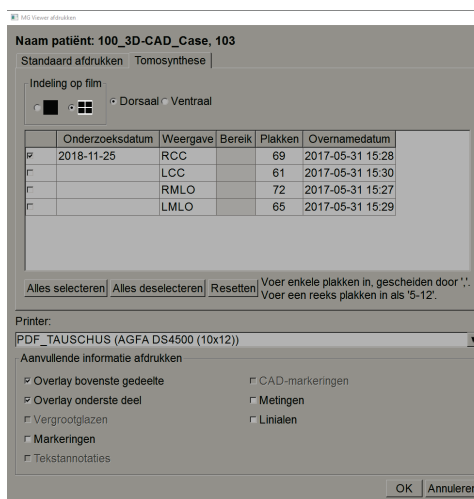 MG Viewer afdrukken
Naam patiënt: 100_3D-CAD_Case, 103
Standaard afdrukken Tomosynthese
Indeling op film
Dorsaal Ventraal
Onderzoeksdatum Weergave Bereik Plakken Overnamedatum
2018-11-25 RCC 69 2017-05-31 15:28
LCC 61 2017-05-31 15:30
RMLO 72 2017-05-31 15:27
LMLO 65 2017-05-31 15:29
Alles selecteren Alles deselecteren Resetten Voer enkele plakken in, gescheiden door ','.
Voer een reeks plakken in als '5-12'.
Printer:
PDF_TAUSCHUS (AGFA DS4500 (10x12))
Aanvullende informatie afdrukken
Overlay bovenste gedeelte CAD-markeringen
Overlay onderste deel Metingen
Vergrootglazen Linialen
Markeringen
Tekstannotaties
OK Annuleren